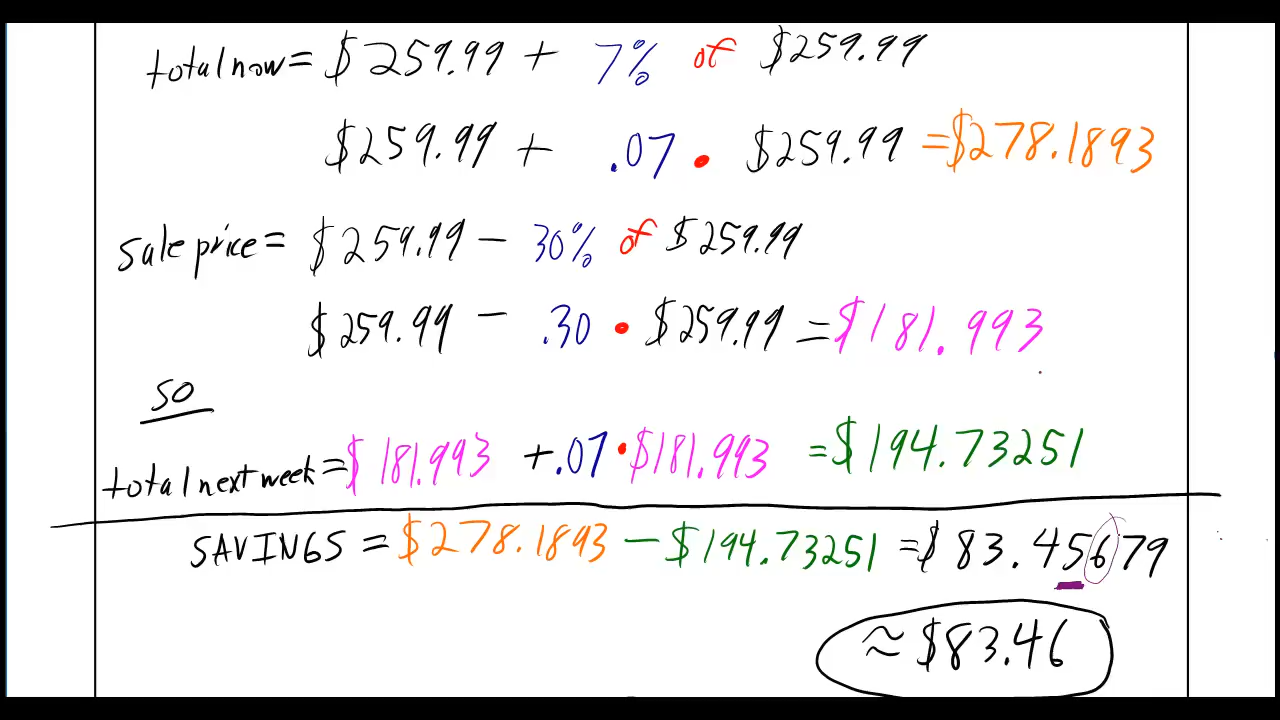 total now = $259.99 + 7% of $259.99
$259.99 + .07 • $259.99 = $278.1893
sale price = $259.99 − 30% of $259.99
$259.99 − .30 • $259.99 = $181.993
so
total next week = $181.993 + .07 • $181.993 = $194.73251
SAVINGS = $278.1893 − $194.73251 = $83.45679
≈ $83.46